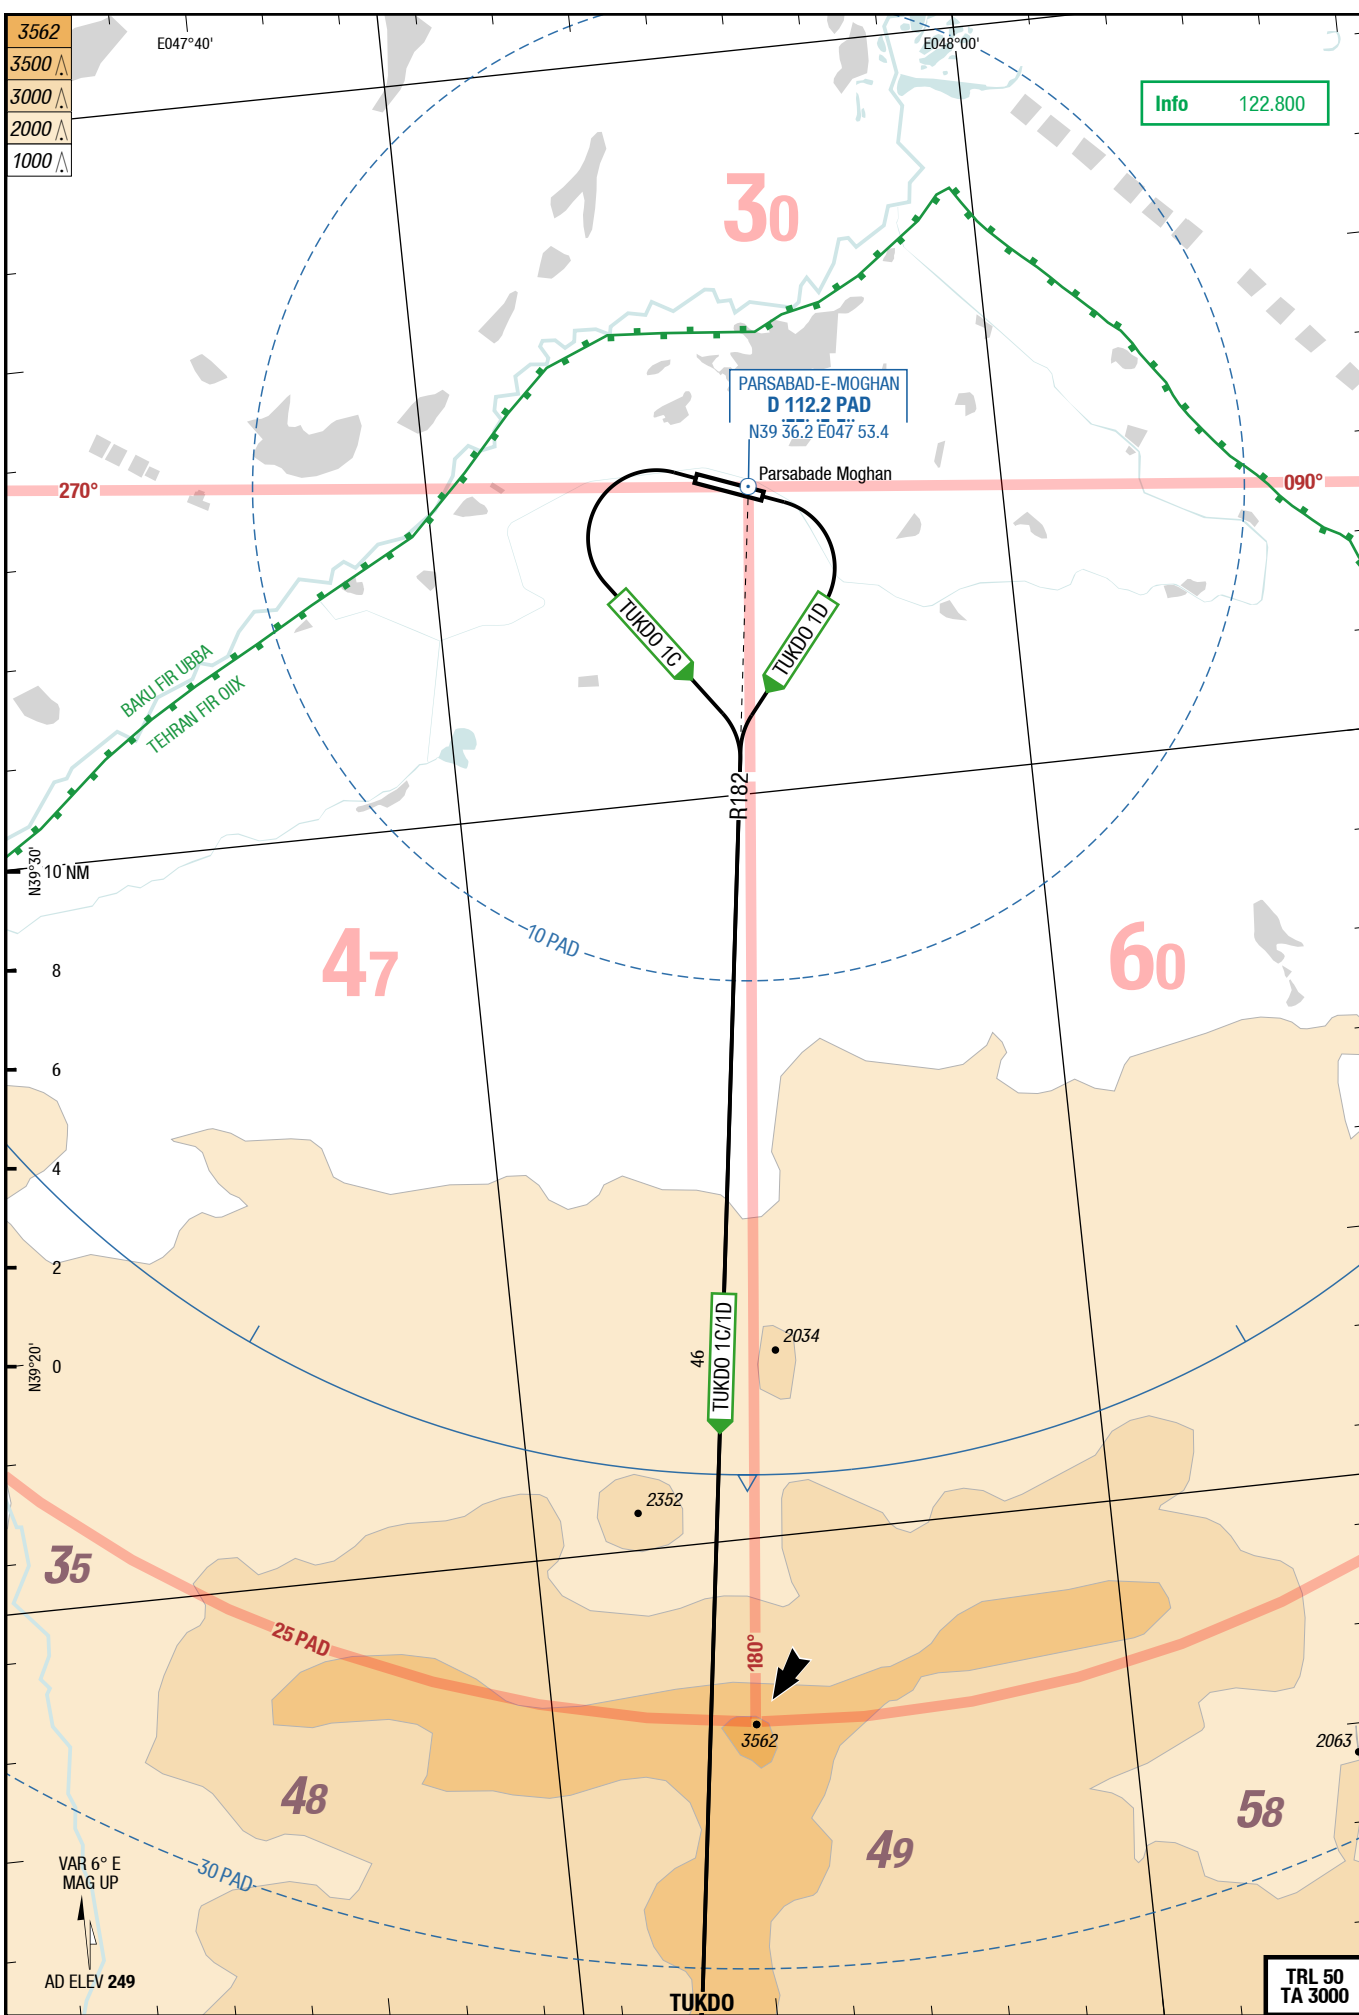 3562
3500
3000
2000
1000
E047°40'
E048°00'
Info 122.800
30
PARSABAD-E-MOGHAN
D 112.2 PAD
N39 36.2 E047 53.4
Parsabade Moghan
270°
090°
TUKDO 1C
TUKDO 1D
BAKU FIR UBBA
TEHRAN FIR OIIX
R182
N39°30'
10 NM
10 PAD
47
60
8
6
4
2
0
N39°20'
46
TUKDO 1C/1D
2034
2352
35
25 PAD
180°
3562
2063
48
49
58
30 PAD
VAR 6° E
MAG UP
AD ELEV 249
TUKDO
TRL 50
TA 3000